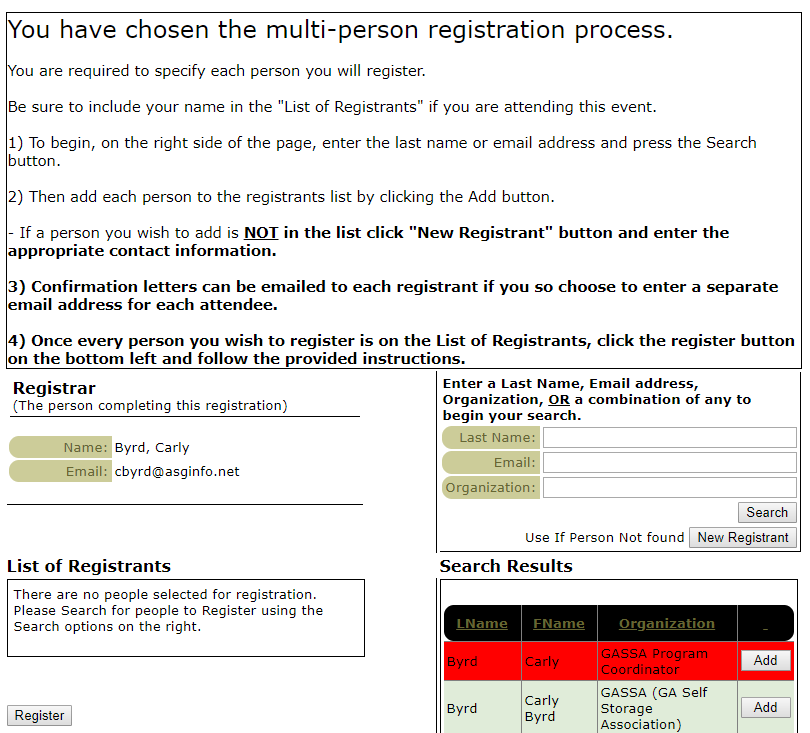 You have chosen the multi-person registration process.
You are required to specify each person you will register.
Be sure to include your name in the "List of Registrants" if you are attending this event.
1) To begin, on the right side of the page, enter the last name or email address and press the Search
button.
2) Then add each person to the registrants list by clicking the Add button.
- If a person you wish to add is NOT in the list click "New Registrant" button and enter the
appropriate contact information.
3) Confirmation letters can be emailed to each registrant if you so choose to enter a separate
email address for each attendee.
4) Once every person you wish to register is on the List of Registrants, click the register button
on the bottom left and follow the provided instructions.
Registrar
(The person completing this registration)
Name: Byrd, Carly
Email: cbyrd@asginfo.net
Enter a Last Name, Email address,
Organization, OR a combination of any to
begin your search.
Last Name:
Email:
Organization:
Search
Use If Person Not found New Registrant
List of Registrants
There are no people selected for registration.
Please Search for people to Register using the
Search options on the right.
Register
Search Results
LName FName Organization
Byrd Carly GASSA Program
Coordinator Add
Byrd Carly
Byrd GASSA (GA Self
Storage
Association) Add